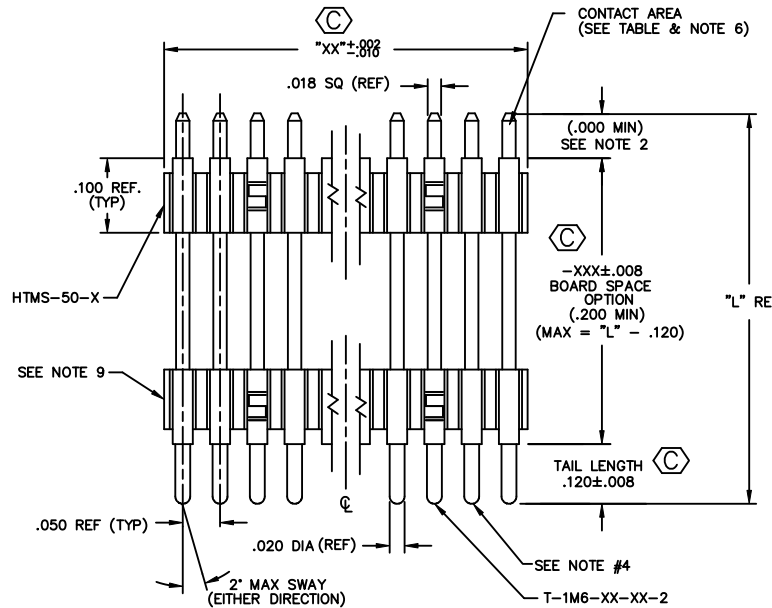 C
"XX"+.002
-.010
CONTACT AREA
(SEE TABLE & NOTE 6)
.018 SQ (REF)
(.000 MIN)
SEE NOTE 2
.100 REF.
(TYP)
C
-XXX±.008
BOARD SPACE
OPTION
(.200 MIN)
(MAX = "L" - .120)
"L" RE
HTMS-50-X
SEE NOTE 9
TAIL LENGTH C
.120±.008
.050 REF (TYP)
℄
.020 DIA (REF)
SEE NOTE #4
2° MAX SWAY
(EITHER DIRECTION)
T-1M6-XX-XX-2